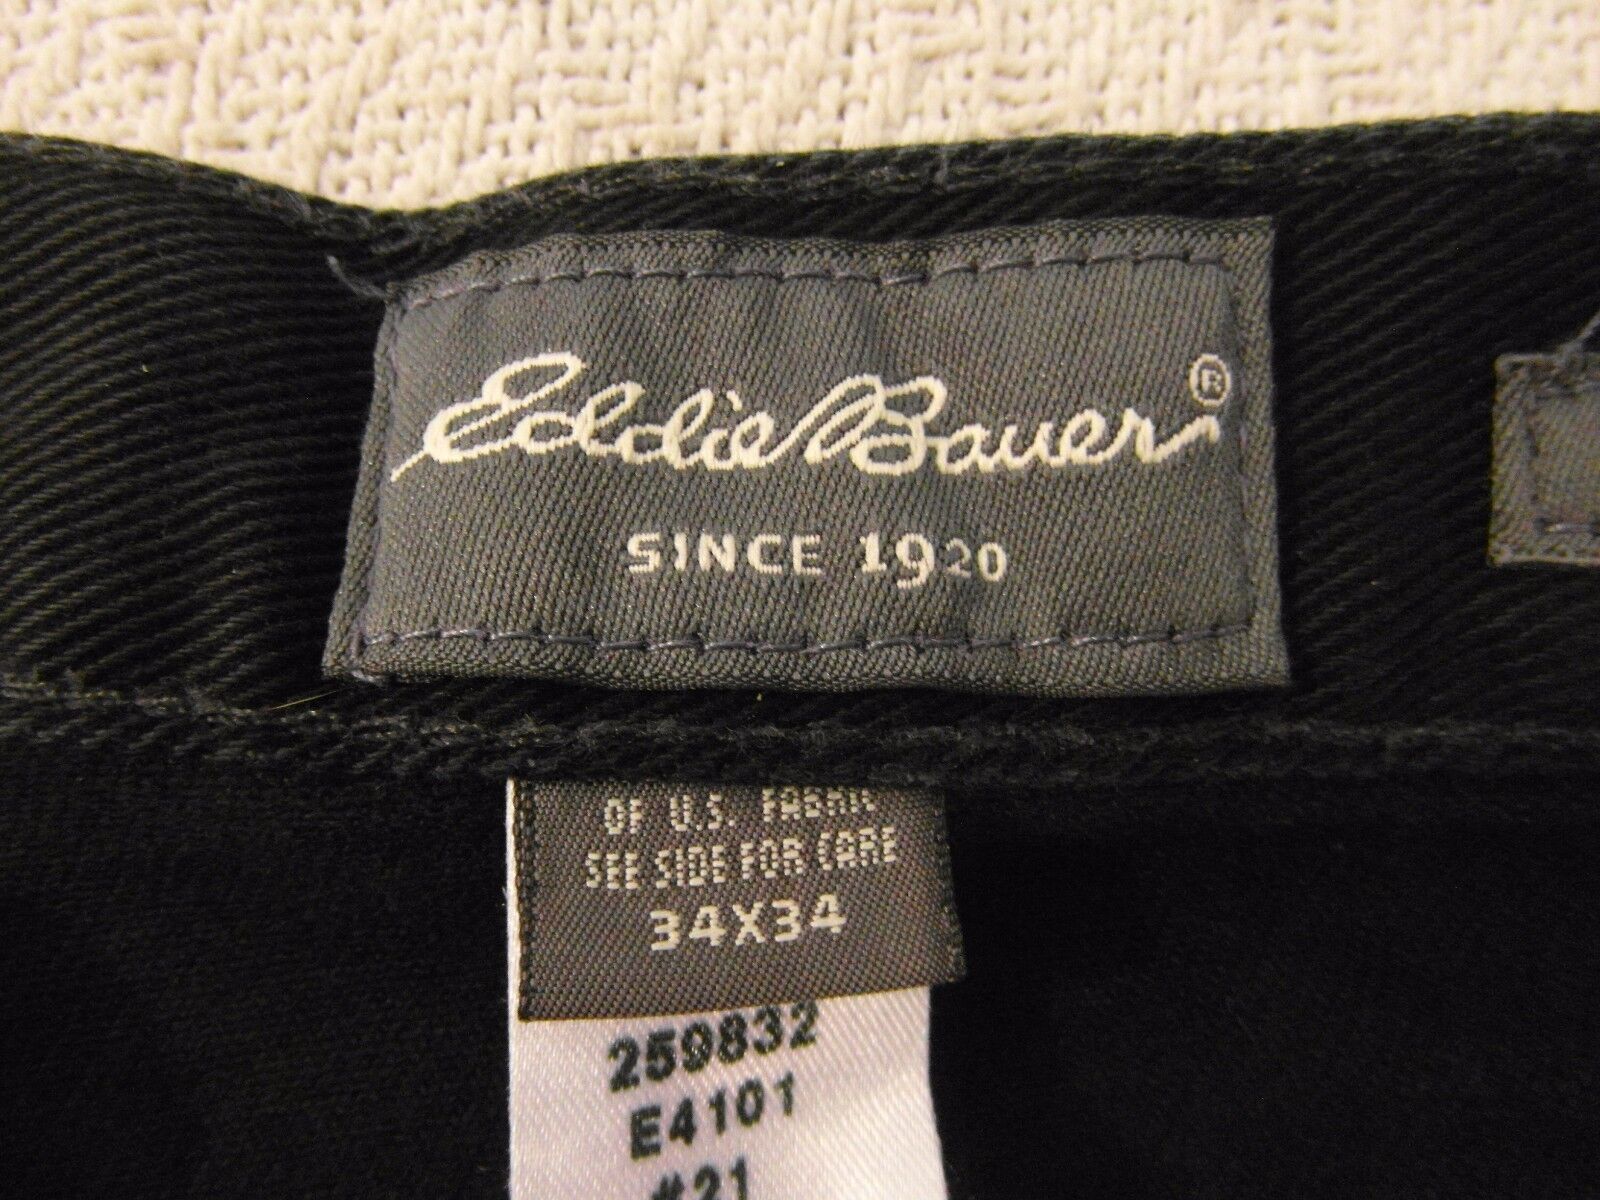 Eddie Bauer®
SINCE 1920
OF U.S. FABRIC
SEE SIDE FOR CARE
34X34
259832
E4101
#21